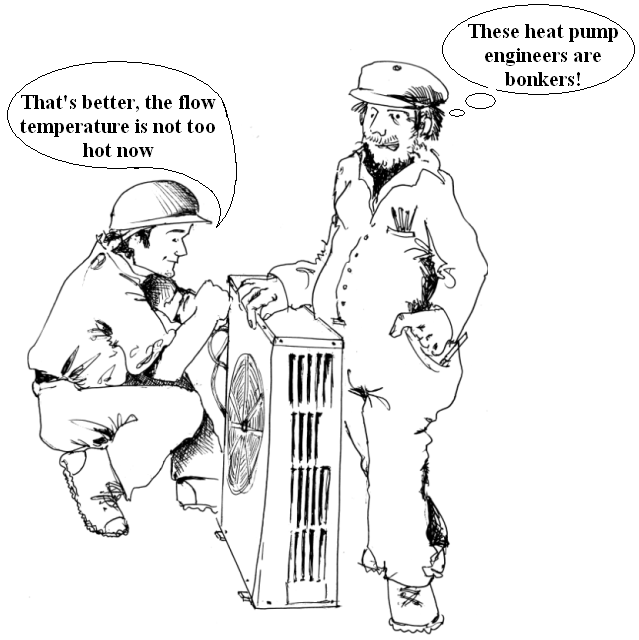 That's better, the flow
temperature is not too
hot now
These heat pump
engineers are
bonkers!